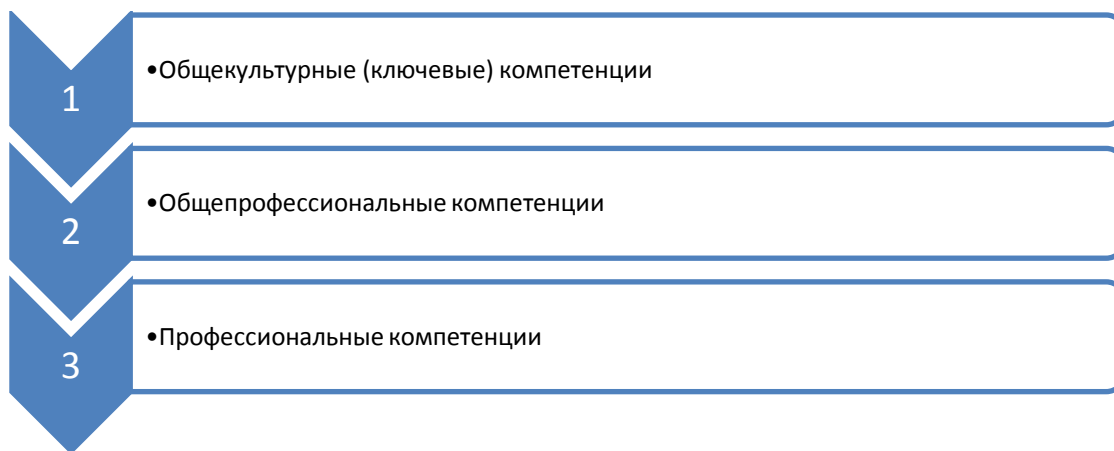 1
•Общекультурные (ключевые) компетенции
2
•Общепрофессиональные компетенции
3
•Профессиональные компетенции